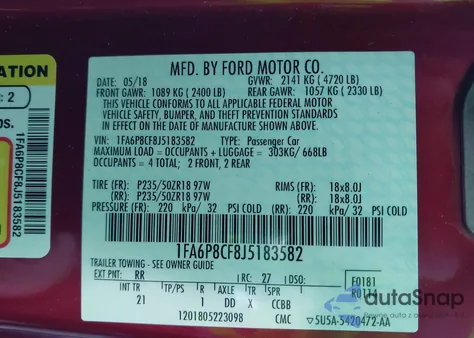 ATION
: 2
os.
1FA6P8CF8J5183582
MFD. BY FORD MOTOR CO.
DATE: 05/18 GVWR: 2141 KG ( 4720 LB)
FRONT GAWR: 1089 KG ( 2400 LB) REAR GAWR: 1057 KG ( 2330 LB)
THIS VEHICLE CONFORMS TO ALL APPLICABLE FEDERAL MOTOR
VEHICLE SAFETY, BUMPER, AND THEFT PREVENTION STANDARDS
IN EFFECT ON THE DATE OF MANUFACTURE SHOWN ABOVE.
VIN: 1FA6P8CF8J5183582 TYPE: Passenger Car
MAXIMUM LOAD = OCCUPANTS + LUGGAGE = 303KG/ 668LB
OCCUPANTS = 4 TOTAL; 2 FRONT, 2 REAR
TIRE (FR): P235/50ZR18 97W RIMS (FR): 18x8.0J
TIRE (RR): P235/50ZR18 97W RIMS (RR): 18x8.0J
PRESSURE (FR): 220 kPa/ 32 PSI COLD (RR): 220 kPa/ 32 PSI COLD
1FA6P8CF8J5183582
TRAILER TOWING - SEE OWNER GUIDE
EXT PNT: RR RC: 27 DSO: F0181
R0114
INT TR TP/PS R AXLE TR SPR
21 1 DD X CCBB
1201805223098 CMC 5U5A-5420472-AA
autoSnap